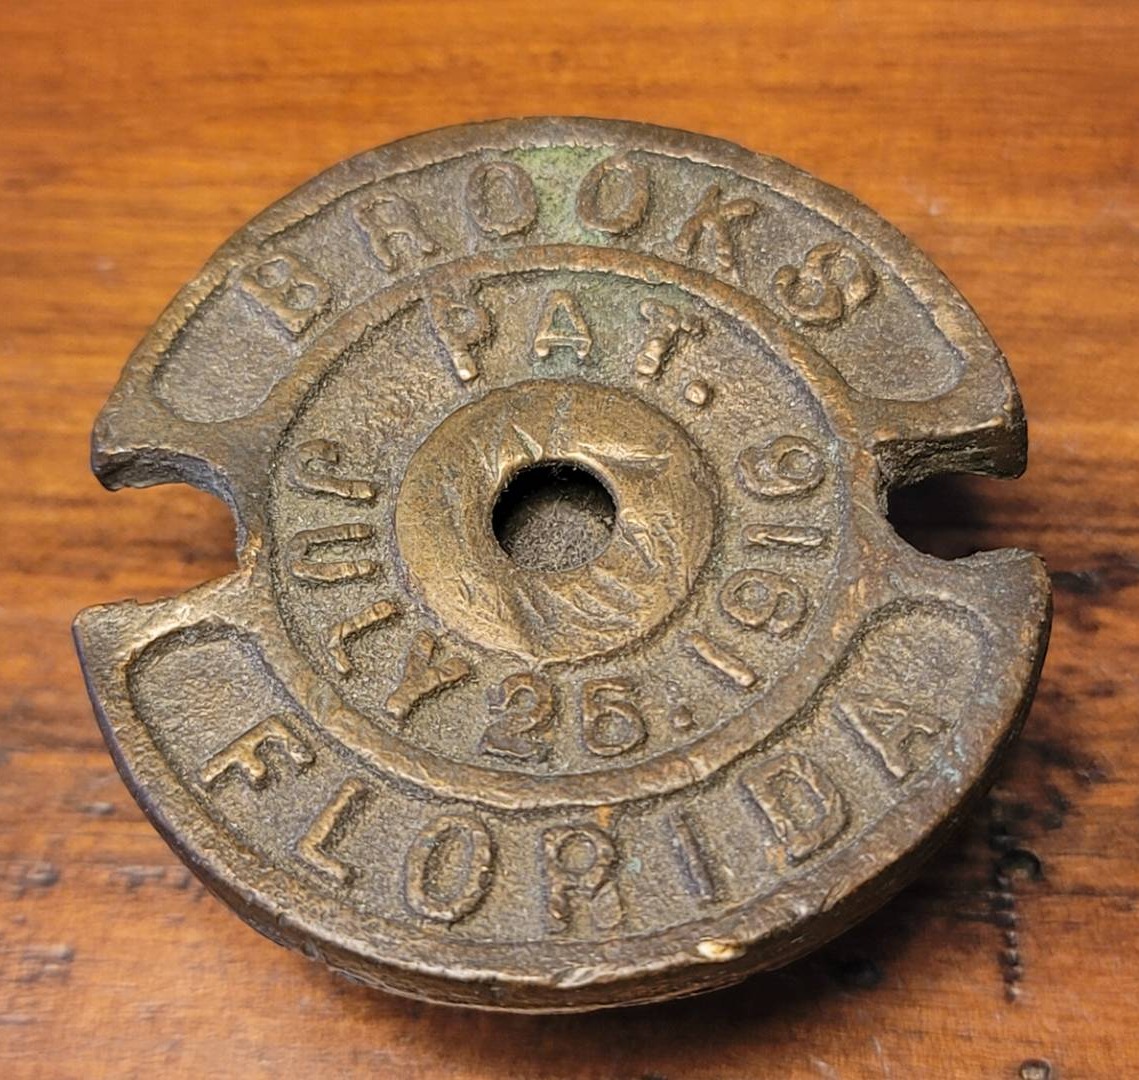 BROOKS
PAT.
JULY 25: 1916
FLORIDA